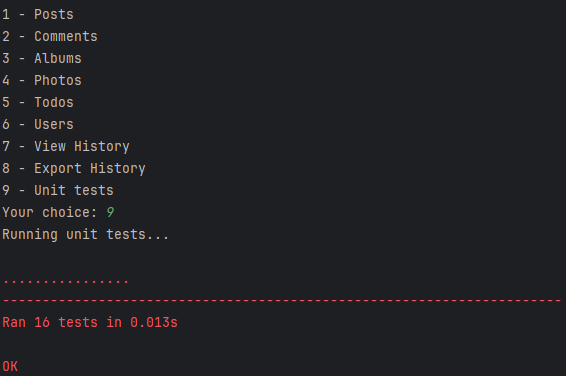 1 - Posts
2 - Comments
3 - Albums
4 - Photos
5 - Todos
6 - Users
7 - View History
8 - Export History
9 - Unit tests
Your choice: 9
Running unit tests...
................
----------------------------------------------------------------------
Ran 16 tests in 0.013s
OK